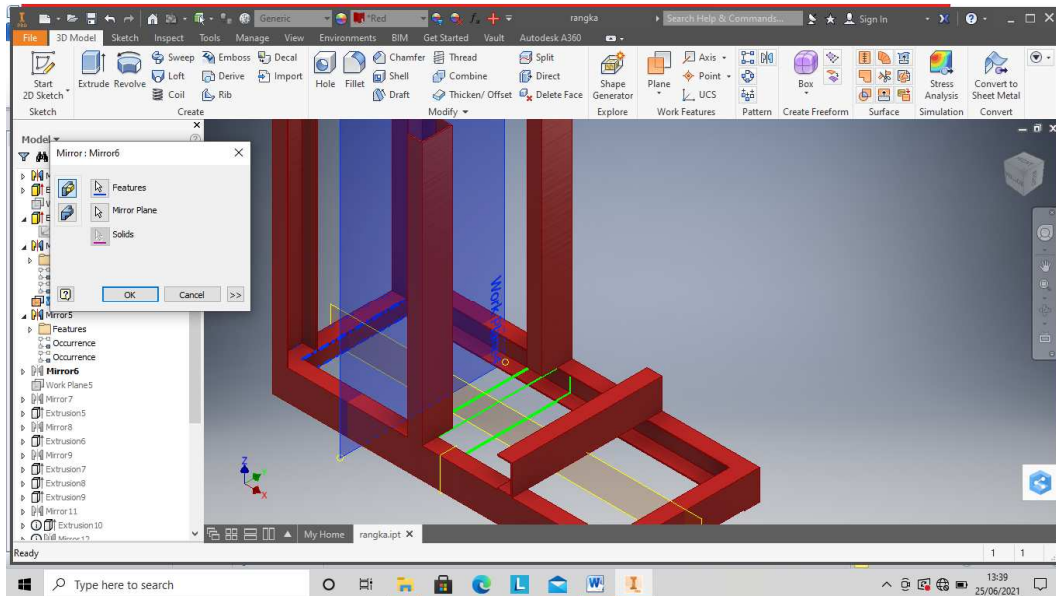 Generic
*Red
rangka
Search Help & Commands...
Sign In
File 3D Model Sketch Inspect Tools Manage View Environments BIM Get Started Vault Autodesk A360
Start
2D Sketch
Extrude Revolve
Sweep Emboss Decal
Loft Derive Import
Coil Rib
Hole Fillet
Chamfer Thread Split
Shell Combine Direct
Draft Thicken/ Offset Delete Face
Shape
Generator
Plane
Axis
Point
UCS
Box
Stress
Analysis
Convert to
Sheet Metal
Sketch Create Modify Explore Work Features Pattern Create Freeform Surface Simulation Convert
Model
Mirror : Mirror6
Features
Mirror Plane
Solids
OK Cancel >>
Mirror5
Features
Occurrence
Occurrence
Mirror6
Work Plane5
Mirror7
Extrusion5
Mirror8
Extrusion6
Mirror9
Extrusion7
Extrusion8
Extrusion9
Mirror11
Extrusion10
Mirror12
Z
X
My Home rangka.ipt
Ready
1 1
Type here to search
13:39
25/06/2021